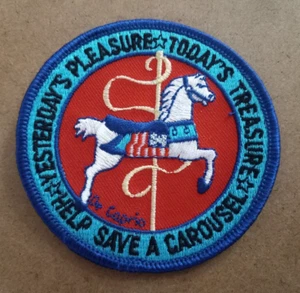 YESTERDAY'S PLEASURE☆TODAY'S TREASURE
HELP SAVE A CAROUSEL